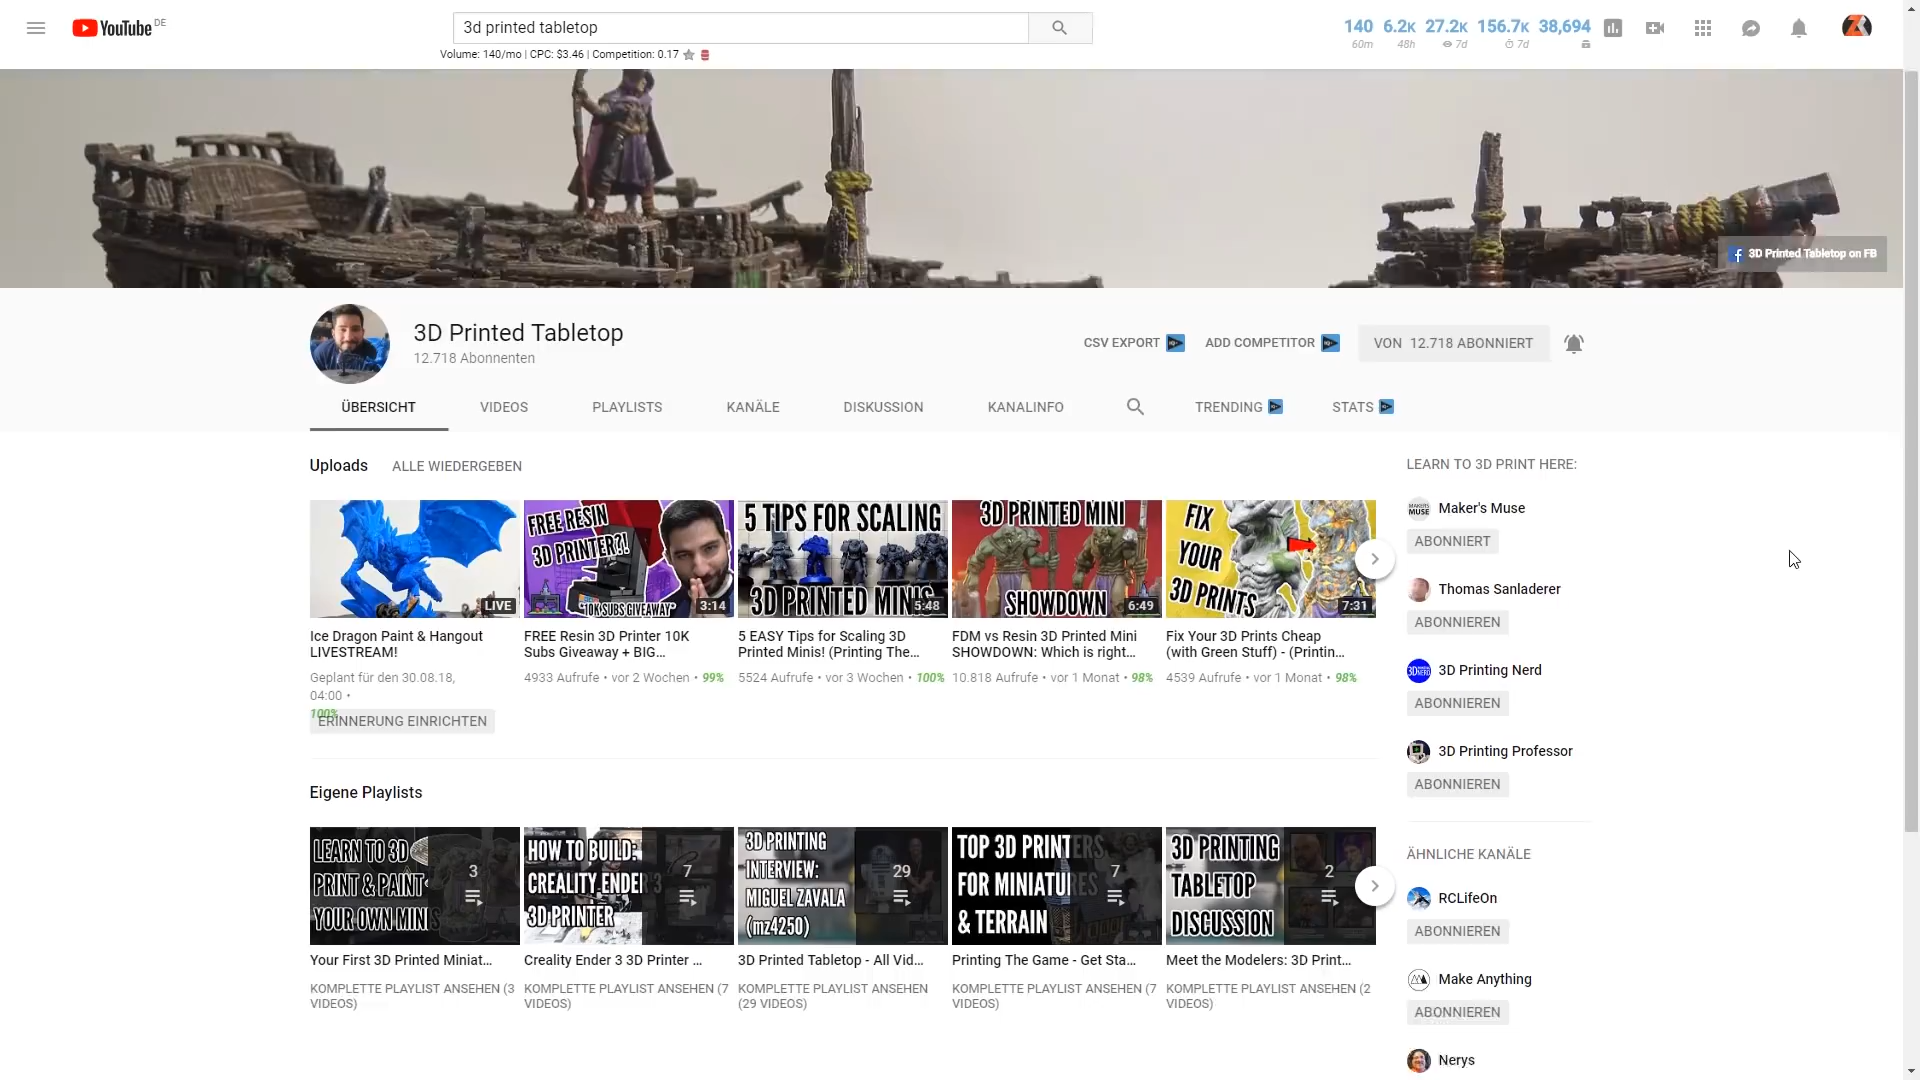 YouTube DE
3d printed tabletop
140 6.2K 27.2K 156.7K 38,694
60m 48h 7d 7d
Volume: 140/mo | CPC: $3.46 | Competition: 0.17
3D Printed Tabletop on FB
3D Printed Tabletop
12.718 Abonnenten
CSV EXPORT
ADD COMPETITOR
VON 12.718 ABONNIERT
ÜBERSICHT VIDEOS PLAYLISTS KANÄLE DISKUSSION KANALINFO TRENDING STATS
Uploads ALLE WIEDERGEBEN
LIVE
Ice Dragon Paint & Hangout
LIVESTREAM!
Geplant für den 30.08.18,
04:00 •
100%
ERINNERUNG EINRICHTEN
FREE RESIN
3D PRINTER?!
*10K SUBS GIVEAWAY*
3:14
FREE Resin 3D Printer 10K
Subs Giveaway + BIG...
4933 Aufrufe • vor 2 Wochen • 99%
5 TIPS FOR SCALING
3D PRINTED MINIS
5:48
5 EASY Tips for Scaling 3D
Printed Minis! (Printing The...
5524 Aufrufe • vor 3 Wochen • 100%
3D PRINTED MINI
SHOWDOWN
6:49
FDM vs Resin 3D Printed Mini
SHOWDOWN: Which is right...
10.818 Aufrufe • vor 1 Monat • 98%
FIX
YOUR
3D PRINTS
7:31
Fix Your 3D Prints Cheap
(with Green Stuff) - (Printin...
4539 Aufrufe • vor 1 Monat • 98%
Eigene Playlists
LEARN TO 3D
PRINT & PAINT
YOUR OWN MINIS
3
Your First 3D Printed Miniat...
KOMPLETTE PLAYLIST ANSEHEN (3
VIDEOS)
HOW TO BUILD:
CREALITY ENDER 3
3D PRINTER
7
Creality Ender 3 3D Printer ...
KOMPLETTE PLAYLIST ANSEHEN (7
VIDEOS)
3D PRINTING
INTERVIEW:
MIGUEL ZAVALA
(mz4250)
29
3D Printed Tabletop - All Vid...
KOMPLETTE PLAYLIST ANSEHEN
(29 VIDEOS)
TOP 3D PRINTERS
FOR MINIATURES
& TERRAIN
7
Printing The Game - Get Sta...
KOMPLETTE PLAYLIST ANSEHEN (7
VIDEOS)
3D PRINTING
TABLETOP
DISCUSSION
2
Meet the Modelers: 3D Print...
KOMPLETTE PLAYLIST ANSEHEN (2
VIDEOS)
LEARN TO 3D PRINT HERE:
MAKER'S
MUSE
Maker's Muse
ABONNIERT
Thomas Sanladerer
ABONNIEREN
3D Printing Nerd
ABONNIEREN
3D Printing Professor
ABONNIEREN
ÄHNLICHE KANÄLE
RCLifeOn
ABONNIEREN
Make Anything
ABONNIEREN
Nerys